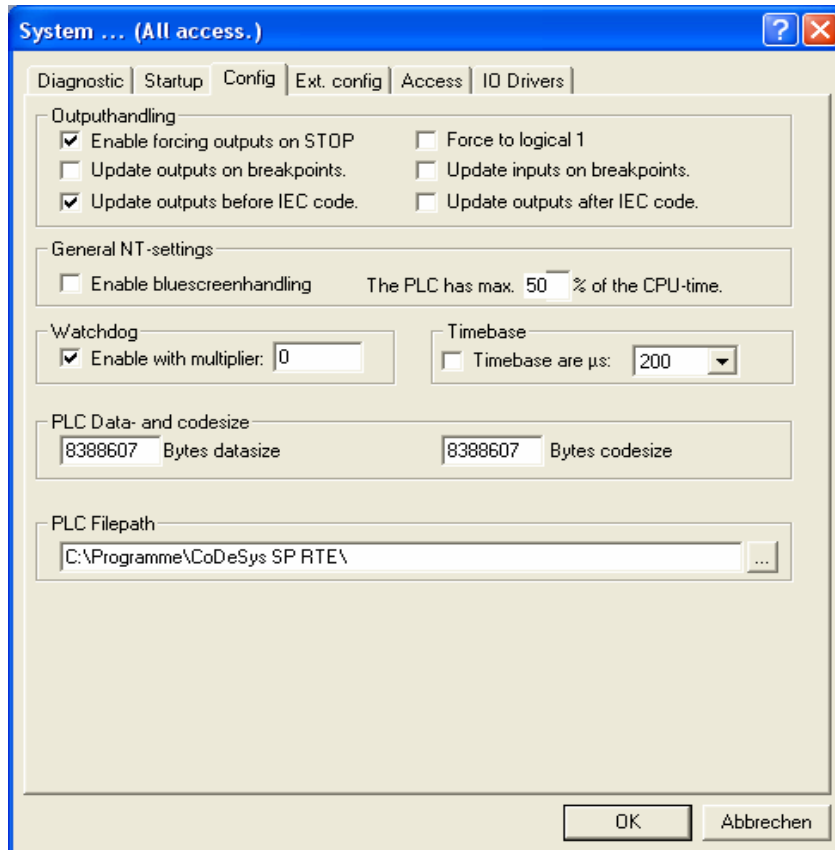 System ... (All access.)
Diagnostic Startup Config Ext. config Access IO Drivers
Outputhandling
Enable forcing outputs on STOP Force to logical 1
Update outputs on breakpoints. Update inputs on breakpoints.
Update outputs before IEC code. Update outputs after IEC code.
General NT-settings
Enable bluescreenhandling The PLC has max. 50 % of the CPU-time.
Watchdog Timebase
Enable with multiplier: 0 Timebase are µs: 200
PLC Data- and codesize
8388607 Bytes datasize 8388607 Bytes codesize
PLC Filepath
C:\Programme\CoDeSys SP RTE\ ...
OK Abbrechen